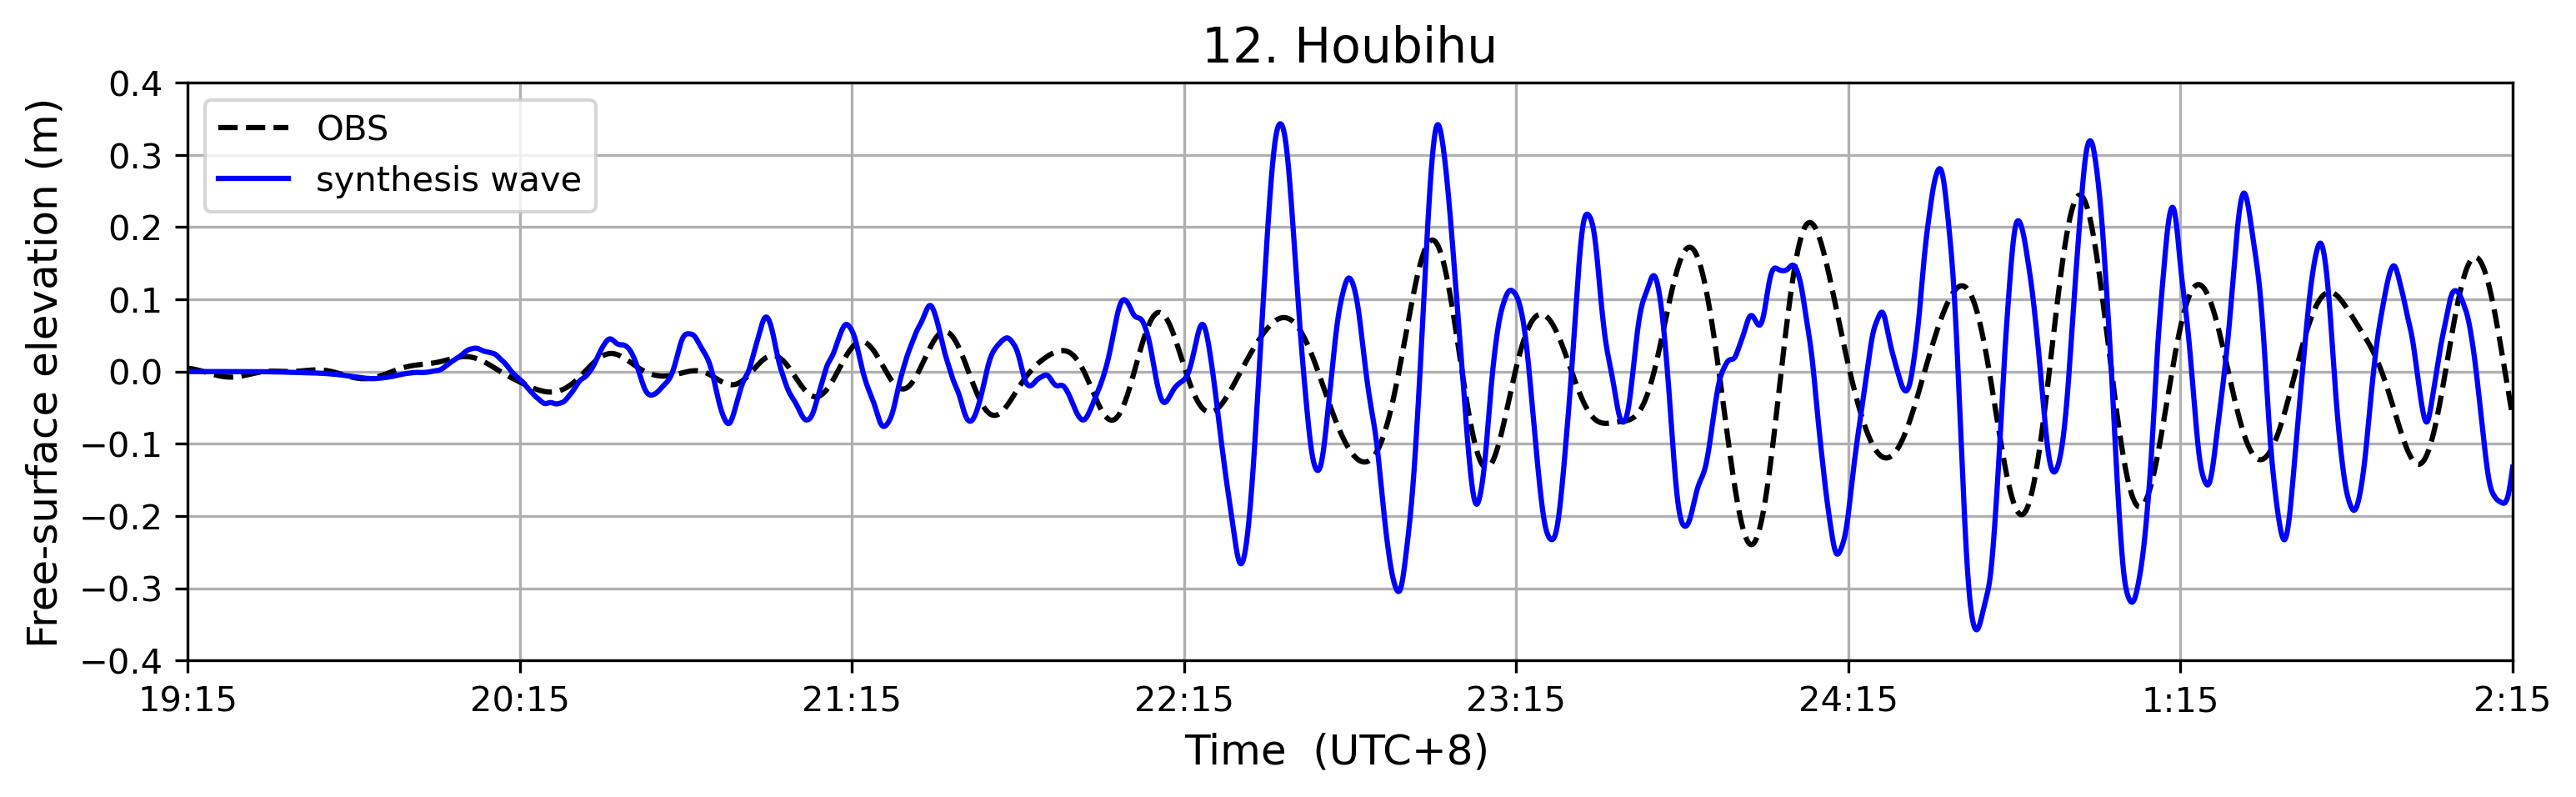 12. Houbihu
OBS
synthesis wave
Free-surface elevation (m)
0.4
0.3
0.2
0.1
0.0
−0.1
−0.2
−0.3
−0.4
19:15 20:15 21:15 22:15 23:15 24:15 1:15 2:15
Time (UTC+8)